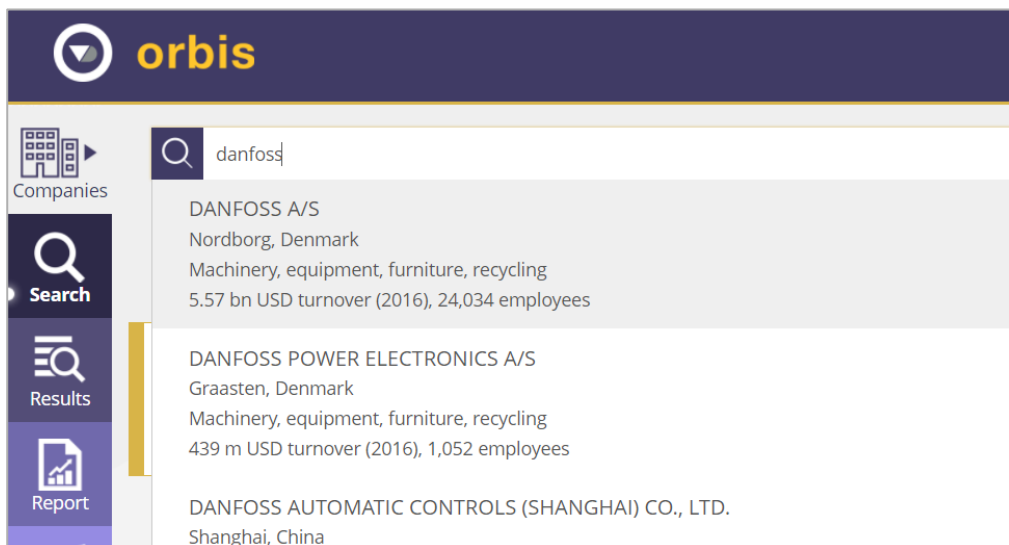 orbis
Companies
Search
Results
Report
danfoss
DANFOSS A/S
Nordborg, Denmark
Machinery, equipment, furniture, recycling
5.57 bn USD turnover (2016), 24,034 employees
DANFOSS POWER ELECTRONICS A/S
Graasten, Denmark
Machinery, equipment, furniture, recycling
439 m USD turnover (2016), 1,052 employees
DANFOSS AUTOMATIC CONTROLS (SHANGHAI) CO., LTD.
Shanghai, China